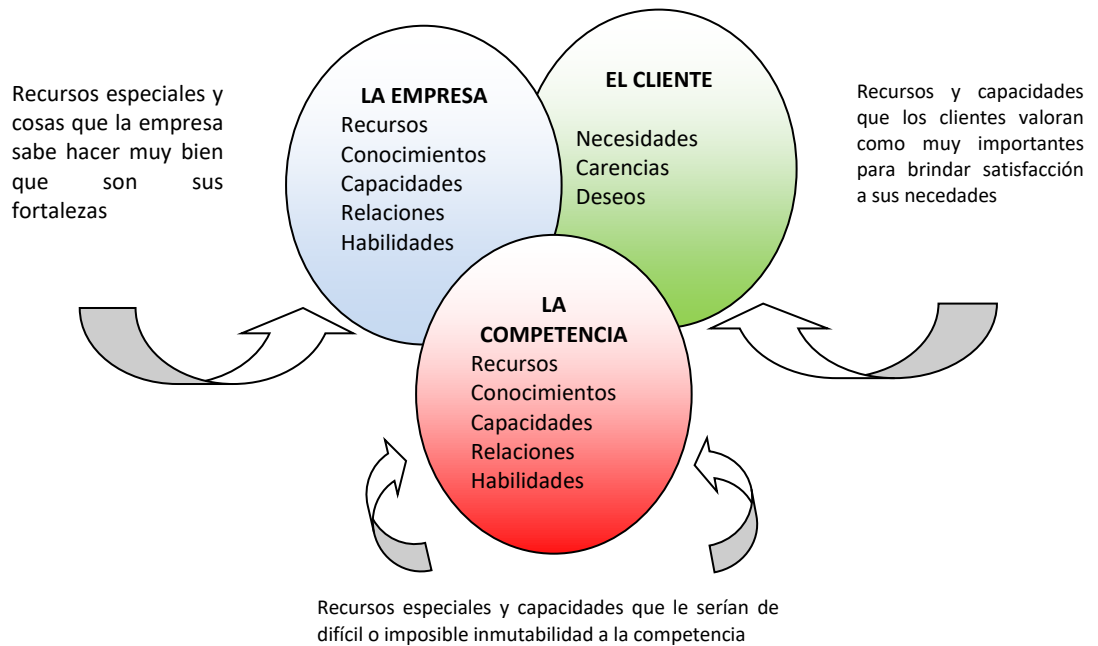 Recursos especiales y
cosas que la empresa
sabe hacer muy bien
que son sus
fortalezas
LA EMPRESA
Recursos
Conocimientos
Capacidades
Relaciones
Habilidades
EL CLIENTE
Necesidades
Carencias
Deseos
Recursos y capacidades
que los clientes valoran
como muy importantes
para brindar satisfacción
a sus necedades
LA
COMPETENCIA
Recursos
Conocimientos
Capacidades
Relaciones
Habilidades
Recursos especiales y capacidades que le serían de
difícil o imposible inmutabilidad a la competencia